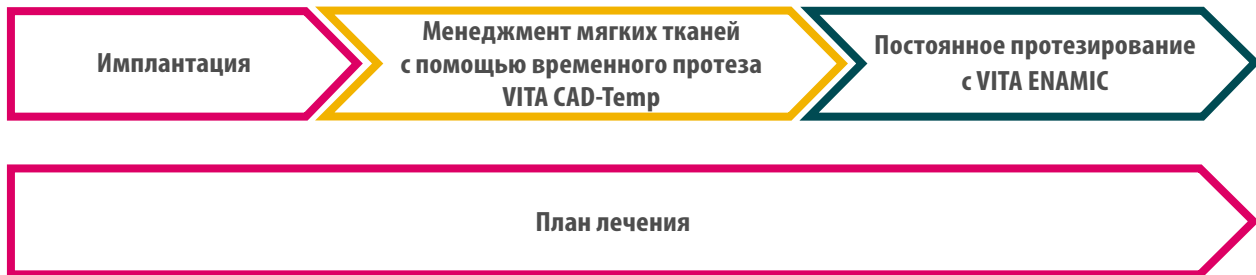 Имплантация
Менеджмент мягких тканей
с помощью временного протеза
VITA CAD-Temp
Постоянное протезирование
с VITA ENAMIC
План лечения